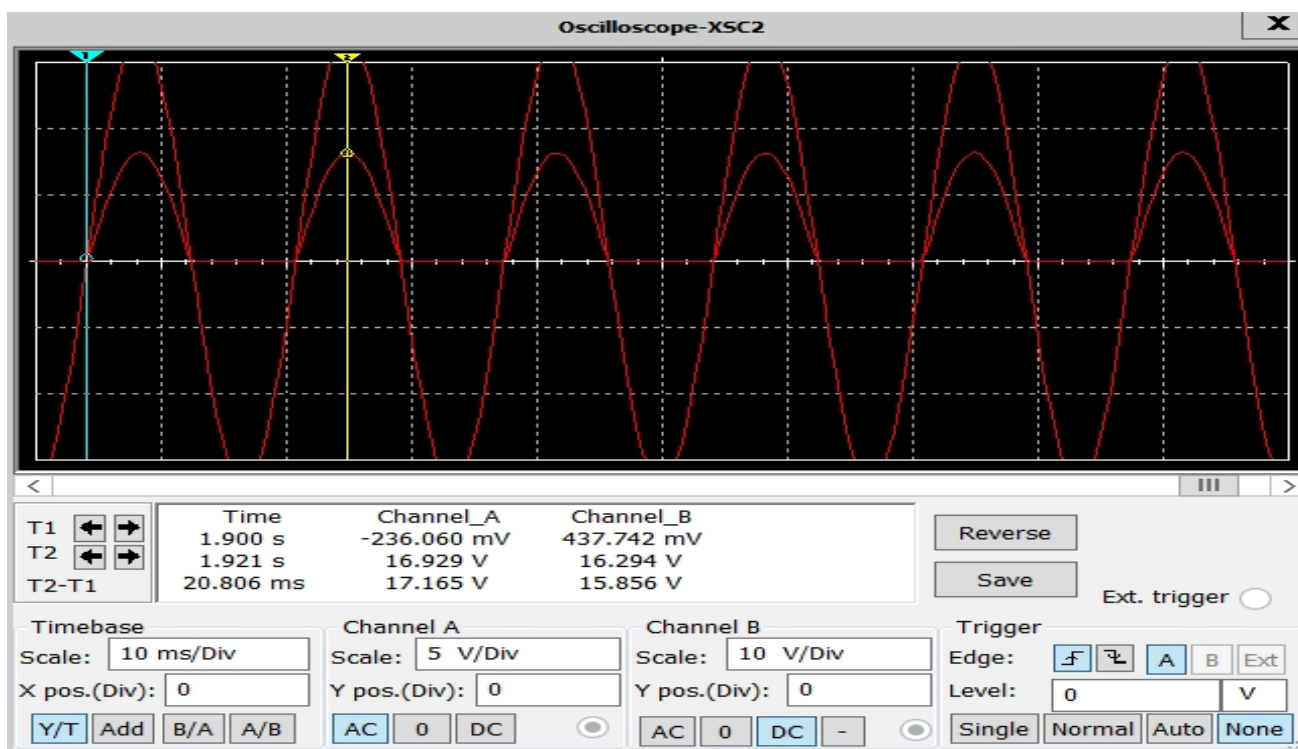 Oscilloscope-XSC2
X
1
2
<
III
>
T1
T2
T2-T1
Time Channel_A Channel_B
1.900 s -236.060 mV 437.742 mV
1.921 s 16.929 V 16.294 V
20.806 ms 17.165 V 15.856 V
Reverse
Save
Ext. trigger
Timebase
Scale: 10 ms/Div
X pos.(Div): 0
Y/T Add B/A A/B
Channel A
Scale: 5 V/Div
Y pos.(Div): 0
AC 0 DC
Channel B
Scale: 10 V/Div
Y pos.(Div): 0
AC 0 DC -
Trigger
Edge: A B Ext
Level: 0 V
Single Normal Auto None